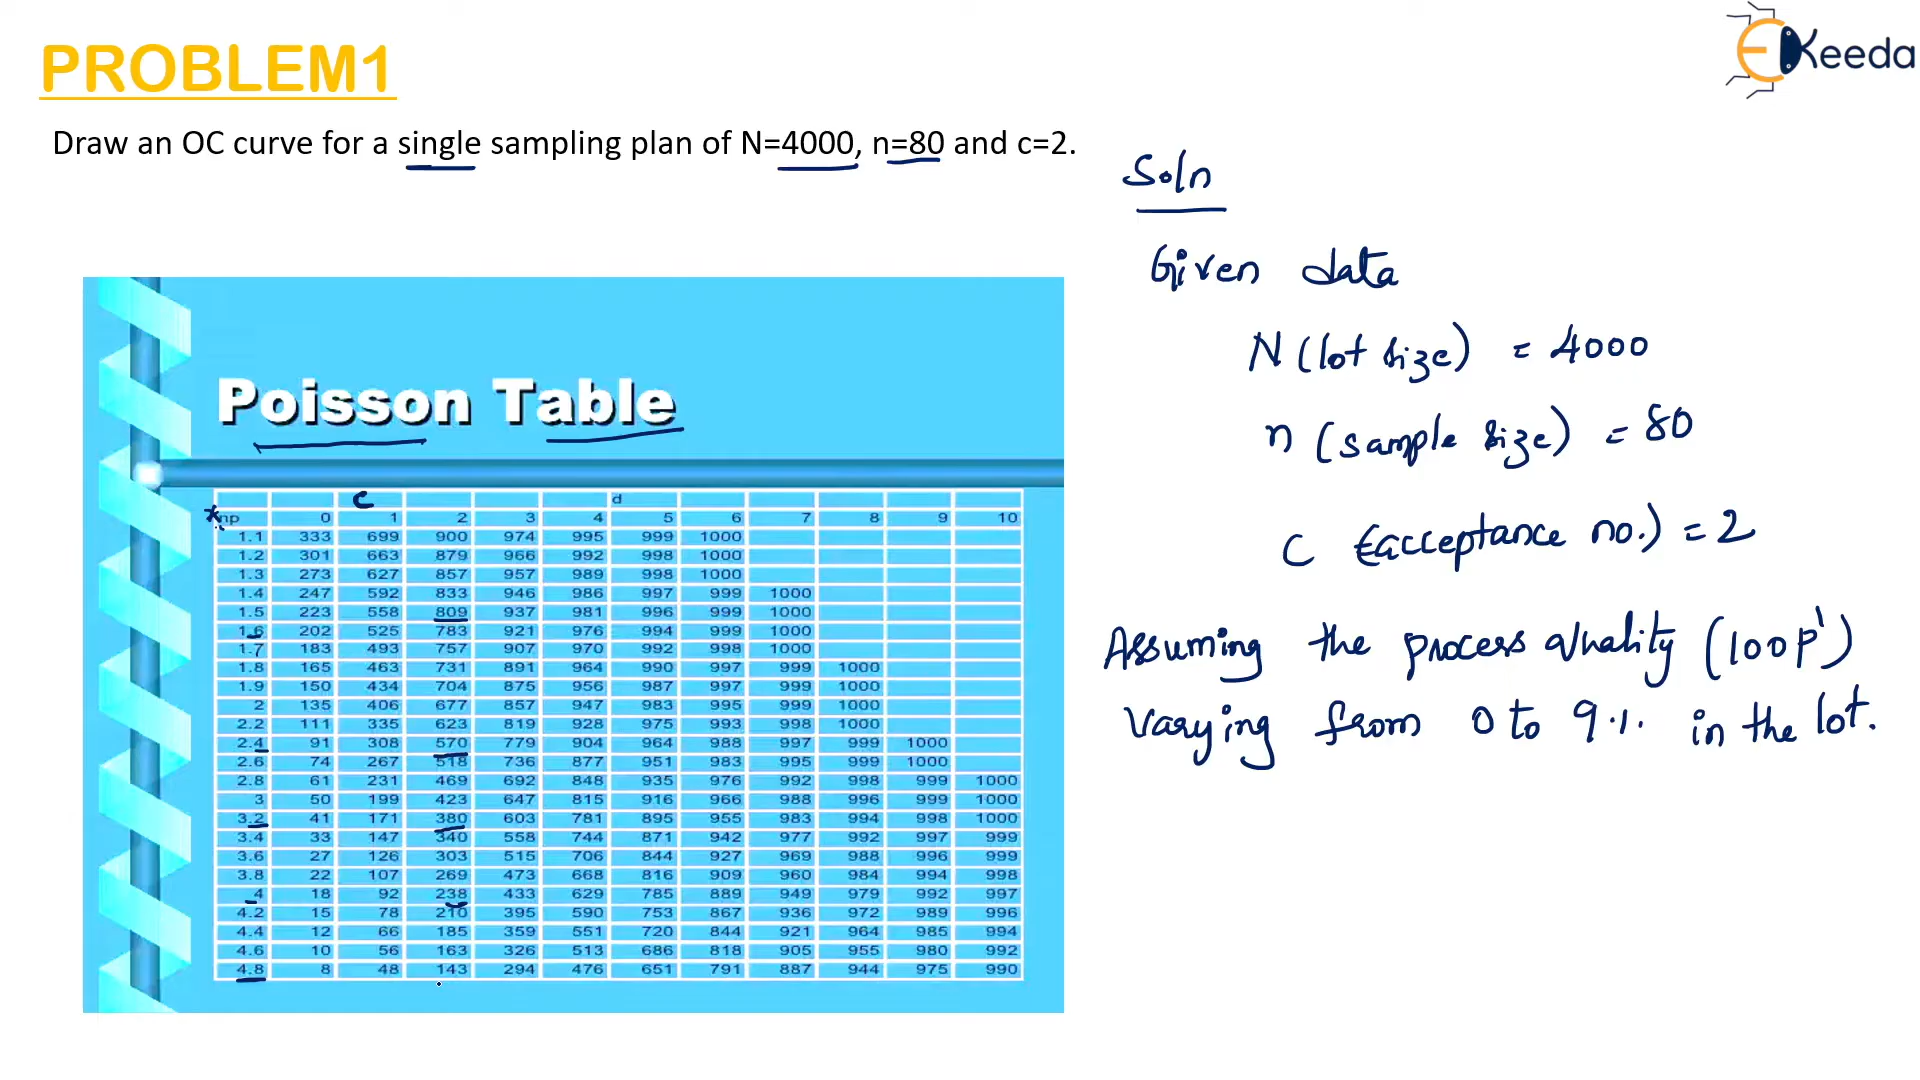 PROBLEM1
EKeeda
Draw an OC curve for a single sampling plan of N=4000, n=80 and c=2.
Soln
Given data
N (lot size) = 4000
n (sample size) = 80
C (acceptance no.) = 2
Assuming the process quality (100p')
varying from 0 to 9%. in the lot.
Poisson Table
c d
* np 0 1 2 3 4 5 6 7 8 9 10
1.1 333 699 900 974 995 999 1000
1.2 301 663 879 966 992 998 1000
1.3 273 627 857 957 989 998 1000
1.4 247 592 833 946 986 997 999 1000
1.5 223 558 809 937 981 996 999 1000
1.6 202 525 783 921 976 994 999 1000
1.7 183 493 757 907 970 992 998 1000
1.8 165 463 731 891 964 990 997 999 1000
1.9 150 434 704 875 956 987 997 999 1000
2 135 406 677 857 947 983 995 999 1000
2.2 111 335 623 819 928 975 993 998 1000
2.4 91 308 570 779 904 964 988 997 999 1000
2.6 74 267 518 736 877 951 983 995 999 1000
2.8 61 231 469 692 848 935 976 992 998 999 1000
3 50 199 423 647 815 916 966 988 996 999 1000
3.2 41 171 380 603 781 895 955 983 994 998 1000
3.4 33 147 340 558 744 871 942 977 992 997 999
3.6 27 126 303 515 706 844 927 969 988 996 999
3.8 22 107 269 473 668 816 909 960 984 994 998
4 18 92 238 433 629 785 889 949 979 992 997
4.2 15 78 210 395 590 753 867 936 972 989 996
4.4 12 66 185 359 551 720 844 921 964 985 994
4.6 10 56 163 326 513 686 818 905 955 980 992
4.8 8 48 143 294 476 651 791 887 944 975 990